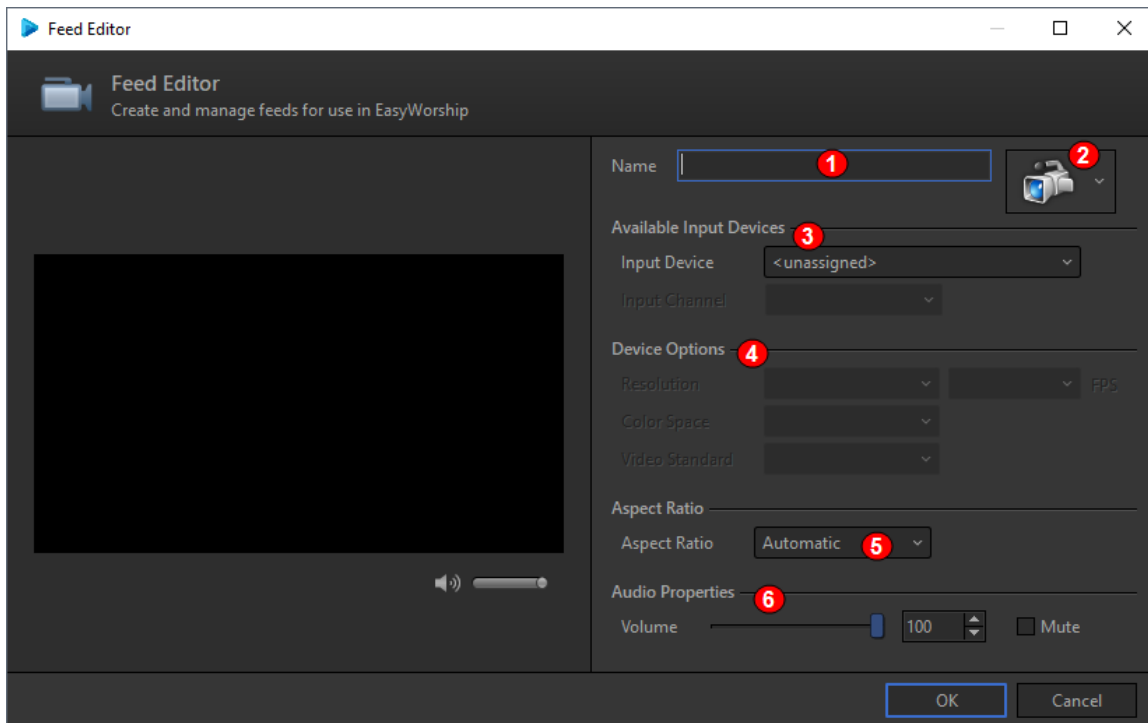 Feed Editor
Feed Editor
Create and manage feeds for use in EasyWorship
Name 1 2
Available Input Devices 3
Input Device <unassigned>
Input Channel
Device Options 4
Resolution FPS
Color Space
Video Standard
Aspect Ratio
Aspect Ratio Automatic 5
Audio Properties 6
Volume 100 Mute
OK Cancel